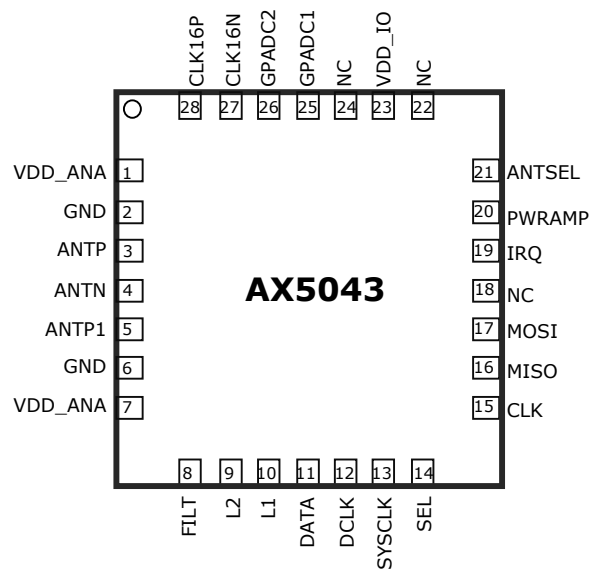 CLK16P
CLK16N
GPADC2
GPADC1
NC
VDD_IO
NC
28 27 26 25 24 23 22
VDD_ANA 1
GND 2
ANTP 3
ANTN 4
ANTP1 5
GND 6
VDD_ANA 7
AX5043
21 ANTSEL
20 PWRAMP
19 IRQ
18 NC
17 MOSI
16 MISO
15 CLK
8 9 10 11 12 13 14
FILT
L2
L1
DATA
DCLK
SYSCLK
SEL